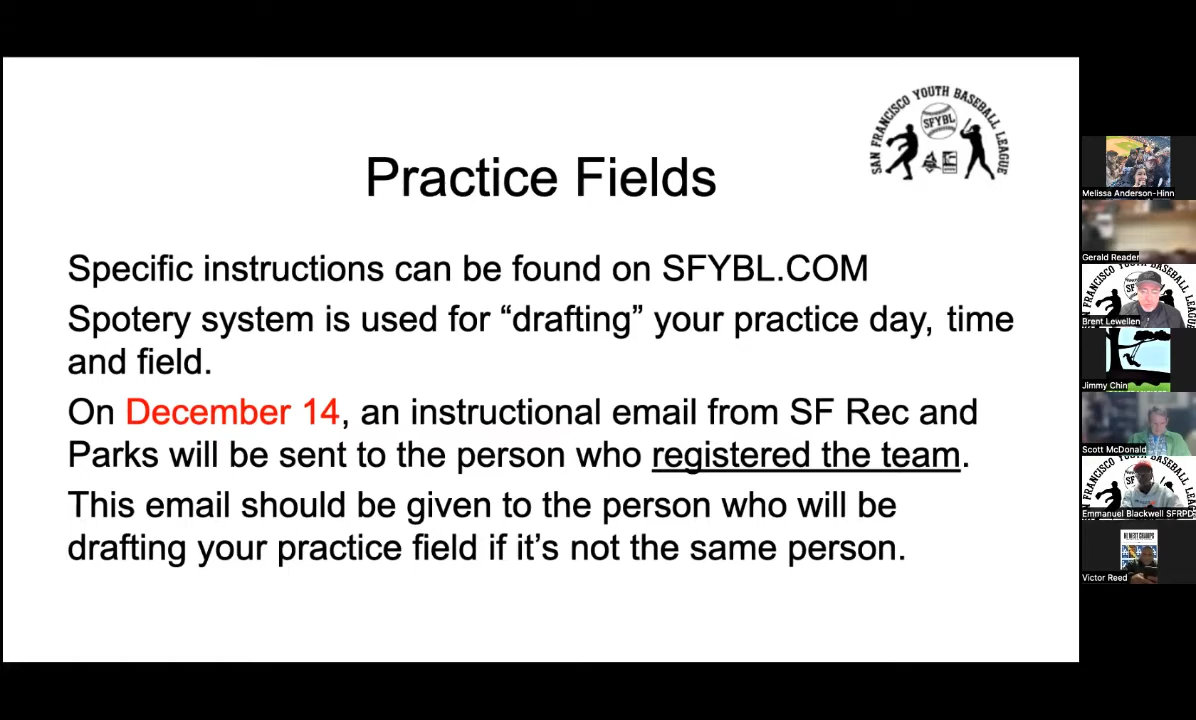 SAN FRANCISCO YOUTH BASEBALL LEAGUE
SFYBL
Practice Fields
Specific instructions can be found on SFYBL.COM
Spotery system is used for “drafting” your practice day, time
and field.
On December 14, an instructional email from SF Rec and
Parks will be sent to the person who registered the team.
This email should be given to the person who will be
drafting your practice field if it’s not the same person.
Melissa Anderson-Hinn
Gerald Reader
Brent Lewellen
Jimmy Chin
Scott McDonald
Emmanuel Blackwell SFRPD
Victor Reed